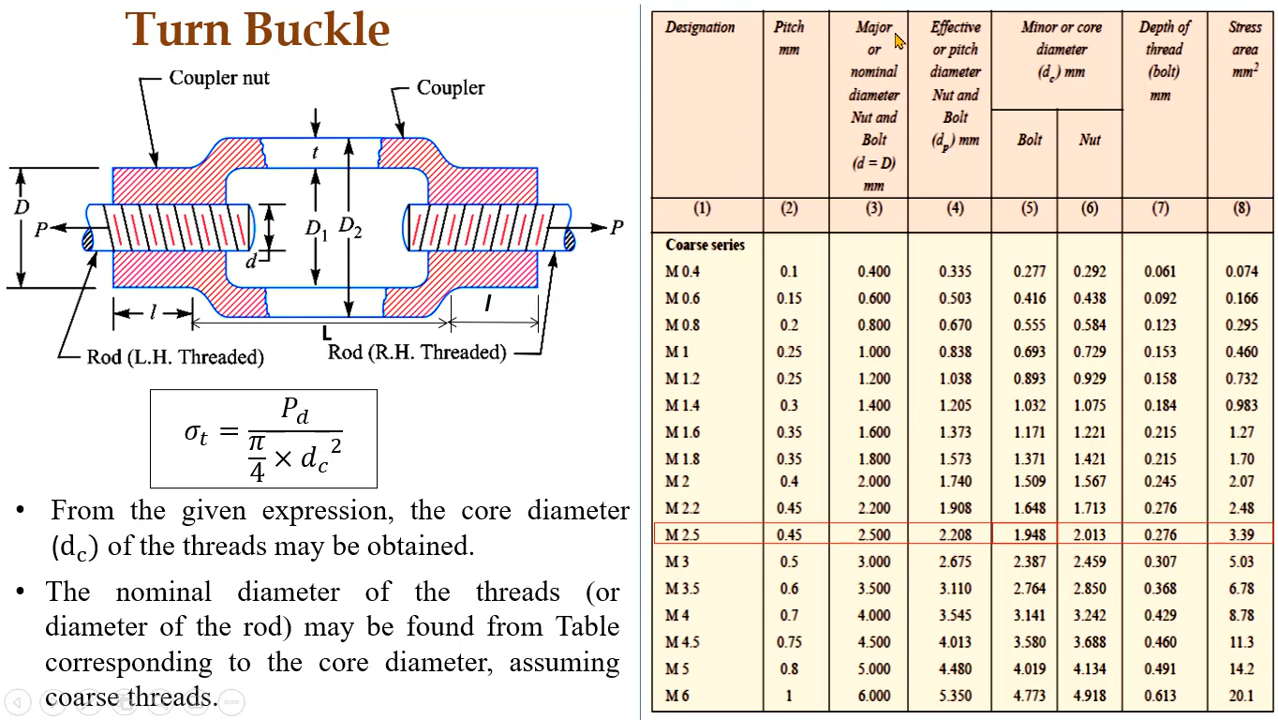 Turn Buckle
Coupler nut
Coupler
t
D
P
D₁
D₂
P
d
l
L
l
Rod (L.H. Threaded)
Rod (R.H. Threaded)
σₜ = P_d / (π/4 × d_c²)
• From the given expression, the core diameter
(d_c) of the threads may be obtained.
• The nominal diameter of the threads (or
diameter of the rod) may be found from Table
corresponding to the core diameter, assuming
coarse threads.
Designation | Pitch mm | Major or nominal diameter Nut and Bolt (d = D) mm | Effective or pitch diameter Nut and Bolt (d_p) mm | Minor or core diameter (d_c) mm | Depth of thread (bolt) mm | Stress area mm²
Bolt | Nut
(1) (2) (3) (4) (5) (6) (7) (8)
Coarse series
M 0.4 0.1 0.400 0.335 0.277 0.292 0.061 0.074
M 0.6 0.15 0.600 0.503 0.416 0.438 0.092 0.166
M 0.8 0.2 0.800 0.670 0.555 0.584 0.123 0.295
M 1 0.25 1.000 0.838 0.693 0.729 0.153 0.460
M 1.2 0.25 1.200 1.038 0.893 0.929 0.158 0.732
M 1.4 0.3 1.400 1.205 1.032 1.075 0.184 0.983
M 1.6 0.35 1.600 1.373 1.171 1.221 0.215 1.27
M 1.8 0.35 1.800 1.573 1.371 1.421 0.215 1.70
M 2 0.4 2.000 1.740 1.509 1.567 0.245 2.07
M 2.2 0.45 2.200 1.908 1.648 1.713 0.276 2.48
M 2.5 0.45 2.500 2.208 1.948 2.013 0.276 3.39
M 3 0.5 3.000 2.675 2.387 2.459 0.307 5.03
M 3.5 0.6 3.500 3.110 2.764 2.850 0.368 6.78
M 4 0.7 4.000 3.545 3.141 3.242 0.429 8.78
M 4.5 0.75 4.500 4.013 3.580 3.688 0.460 11.3
M 5 0.8 5.000 4.480 4.019 4.134 0.491 14.2
M 6 1 6.000 5.350 4.773 4.918 0.613 20.1